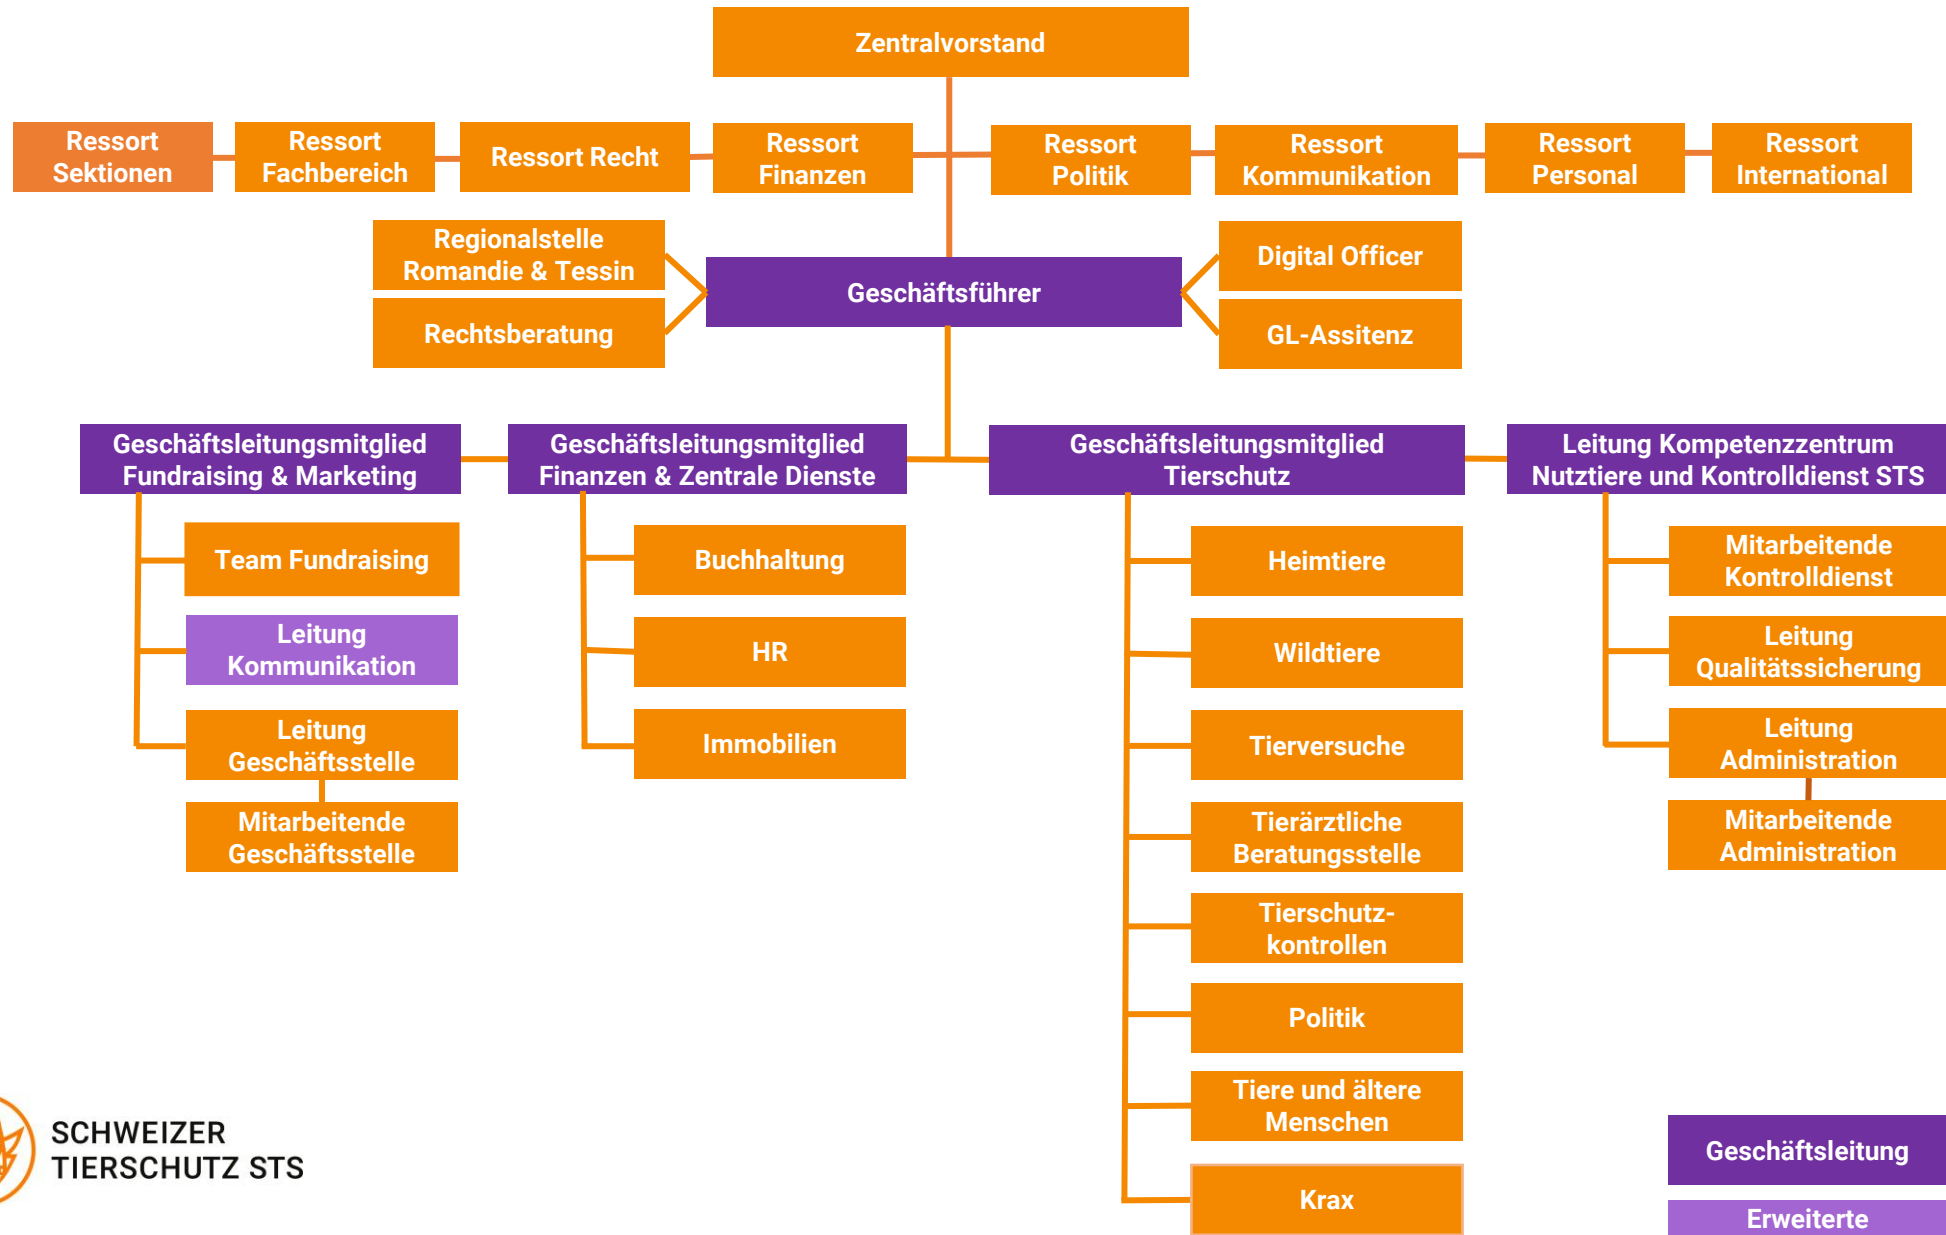 Zentralvorstand
Ressort
Sektionen
Ressort
Fachbereich
Ressort Recht
Ressort
Finanzen
Ressort
Politik
Ressort
Kommunikation
Ressort
Personal
Ressort
International
Regionalstelle
Romandie & Tessin
Rechtsberatung
Geschäftsführer
Digital Officer
GL-Assitenz
Geschäftsleitungsmitglied
Fundraising & Marketing
Geschäftsleitungsmitglied
Finanzen & Zentrale Dienste
Geschäftsleitungsmitglied
Tierschutz
Leitung Kompetenzzentrum
Nutztiere und Kontrolldienst STS
Team Fundraising
Leitung
Kommunikation
Leitung
Geschäftsstelle
Mitarbeitende
Geschäftsstelle
Buchhaltung
HR
Immobilien
Heimtiere
Wildtiere
Tierversuche
Tierärztliche
Beratungsstelle
Tierschutz-
kontrollen
Politik
Tiere und ältere
Menschen
Krax
Mitarbeitende
Kontrolldienst
Leitung
Qualitätssicherung
Leitung
Administration
Mitarbeitende
Administration
SCHWEIZER
TIERSCHUTZ STS
Geschäftsleitung
Erweiterte